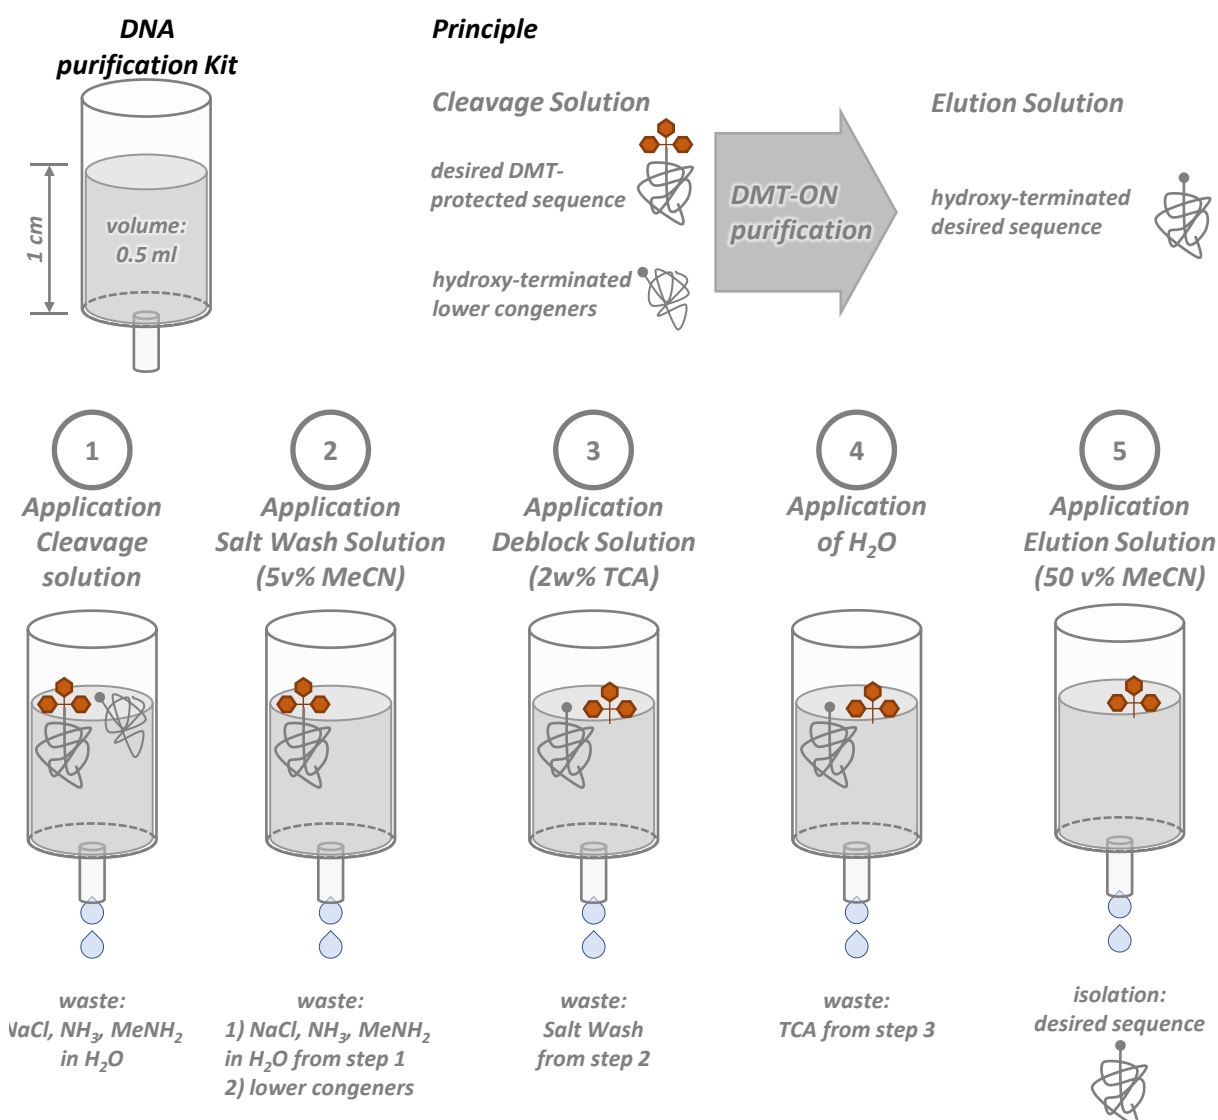 DNA
purification Kit
1 cm
volume:
0.5 ml
Principle
Cleavage Solution
desired DMT-
protected sequence
hydroxy-terminated
lower congeners
DMT-ON
purification
Elution Solution
hydroxy-terminated
desired sequence
1
Application
Cleavage
solution
2
Application
Salt Wash Solution
(5v% MeCN)
3
Application
Deblock Solution
(2w% TCA)
4
Application
of H₂O
5
Application
Elution Solution
(50 v% MeCN)
waste:
NaCl, NH₃, MeNH₂
in H₂O
waste:
1) NaCl, NH₃, MeNH₂
in H₂O from step 1
2) lower congeners
waste:
Salt Wash
from step 2
waste:
TCA from step 3
isolation:
desired sequence